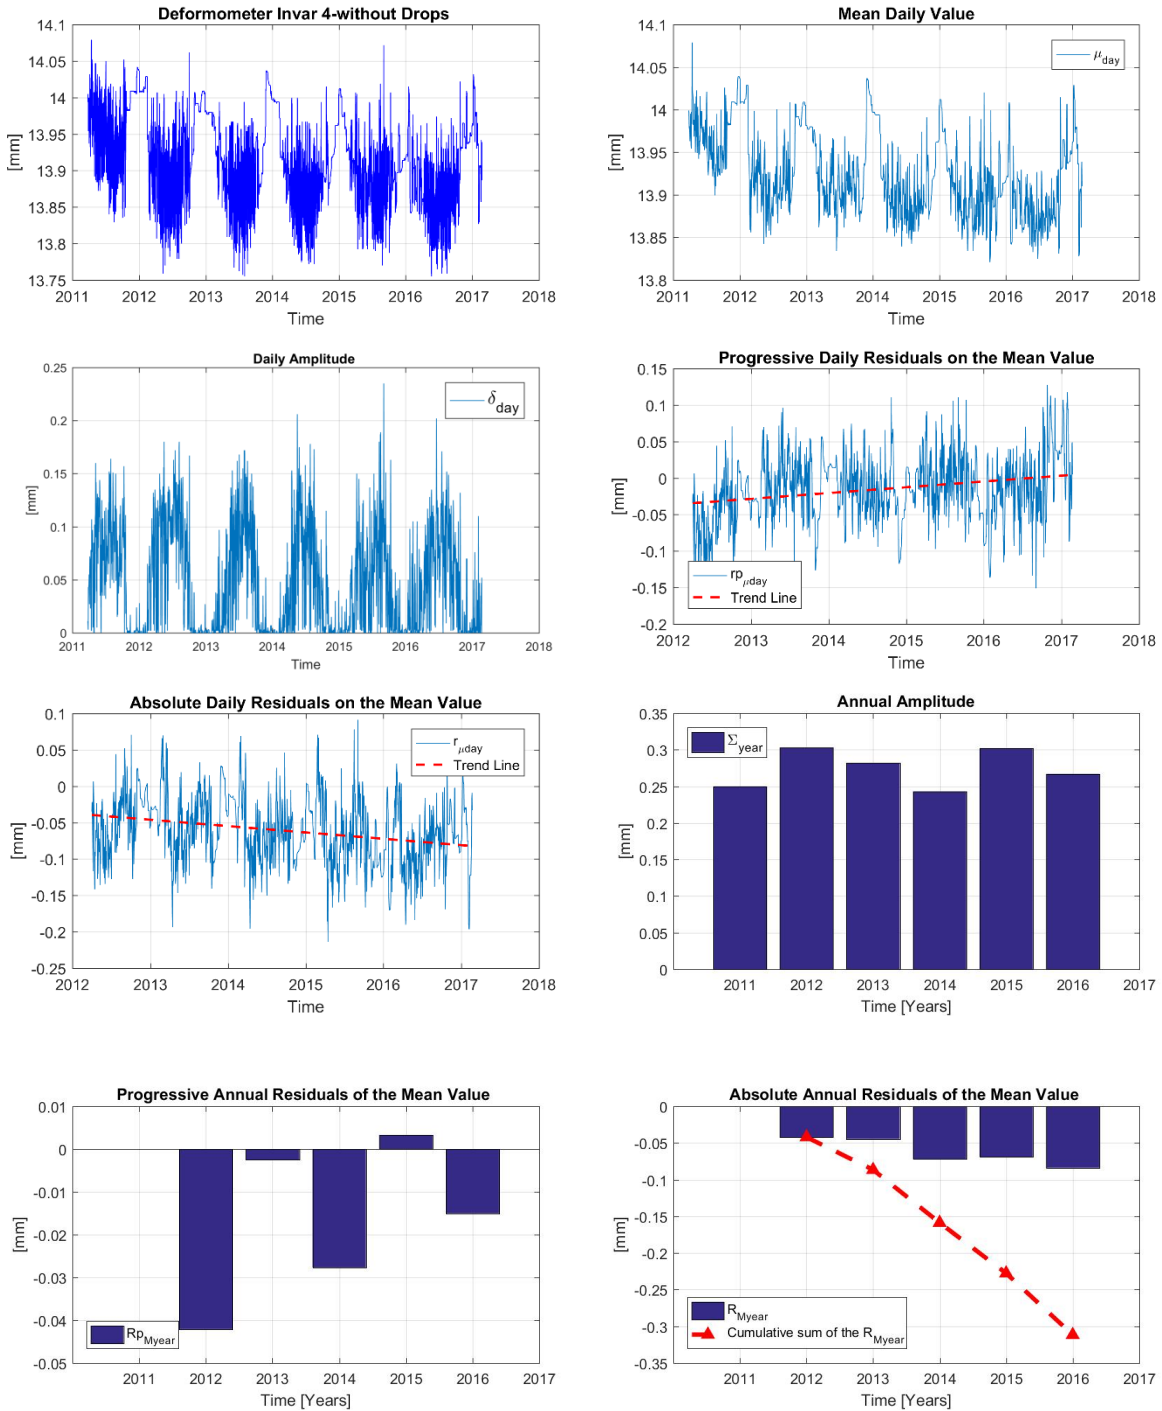 Deformometer Invar 4-without Drops
14.1
14.05
14
13.95
13.9
13.85
13.8
13.75
[mm]
2011 2012 2013 2014 2015 2016 2017 2018
Time
Mean Daily Value
14.1
14.05
14
13.95
13.9
13.85
13.8
[mm]
μday
2011 2012 2013 2014 2015 2016 2017 2018
Time
Daily Amplitude
0.25
0.2
0.15
0.1
0.05
0
[mm]
δday
2011 2012 2013 2014 2015 2016 2017 2018
Time
Progressive Daily Residuals on the Mean Value
0.15
0.1
0.05
0
-0.05
-0.1
-0.15
-0.2
[mm]
rpμday
Trend Line
2012 2013 2014 2015 2016 2017 2018
Time
Absolute Daily Residuals on the Mean Value
0.1
0.05
0
-0.05
-0.1
-0.15
-0.2
-0.25
[mm]
rμday
Trend Line
2012 2013 2014 2015 2016 2017 2018
Time
Annual Amplitude
0.35
0.3
0.25
0.2
0.15
0.1
0.05
0
[mm]
Σyear
2011 2012 2013 2014 2015 2016 2017
Time [Years]
Progressive Annual Residuals of the Mean Value
0.01
0
-0.01
-0.02
-0.03
-0.04
-0.05
[mm]
RpMyear
2011 2012 2013 2014 2015 2016 2017
Time [Years]
Absolute Annual Residuals of the Mean Value
0
-0.05
-0.1
-0.15
-0.2
-0.25
-0.3
-0.35
[mm]
RMyear
Cumulative sum of the RMyear
2011 2012 2013 2014 2015 2016 2017
Time [Years]